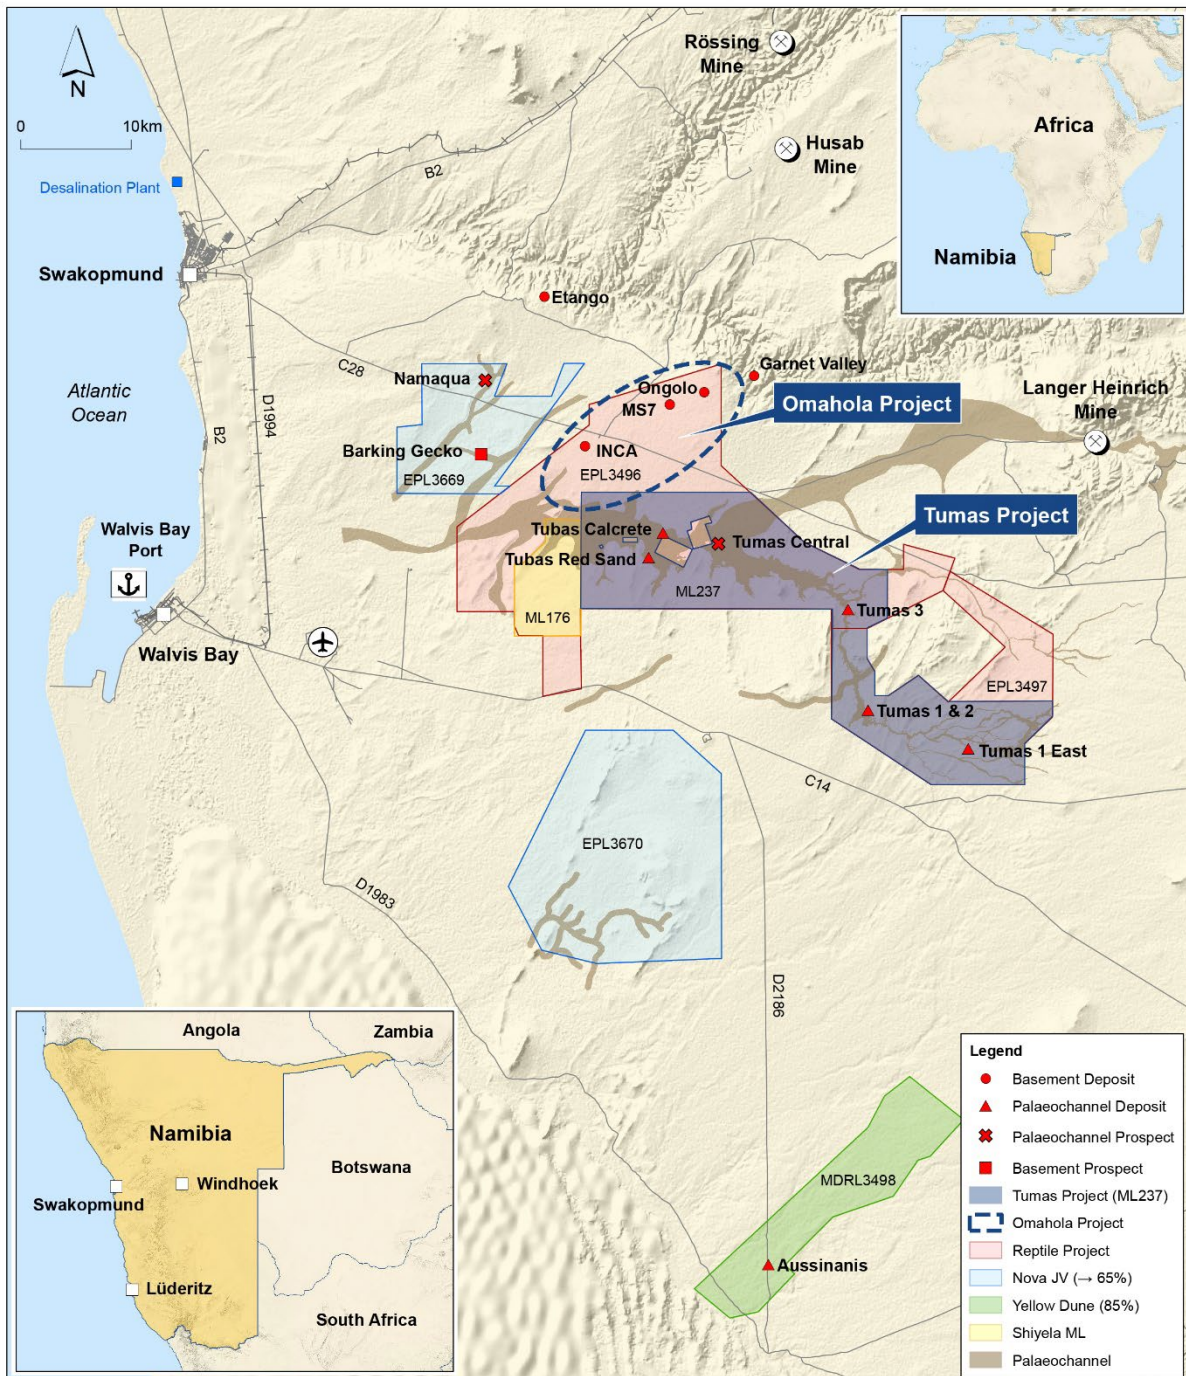 N
0 10km
Desalination Plant
Swakopmund
Atlantic
Ocean
B2
B2
D1994
C28
Rössing
Mine
Husab
Mine
Africa
Namibia
Etango
Namaqua
Barking Gecko
EPL3669
Ongolo
MS7
INCA
EPL3496
Garnet Valley
Omahola Project
Langer Heinrich
Mine
Tumas Project
Walvis Bay
Port
Walvis Bay
Tubas Calcrete
Tubas Red Sand
Tumas Central
ML237
ML176
Tumas 3
EPL3497
Tumas 1 & 2
Tumas 1 East
C14
EPL3670
D1983
D2186
MDRL3498
Aussinanis
Angola
Zambia
Namibia
Botswana
Windhoek
Swakopmund
Lüderitz
South Africa
Legend
Basement Deposit
Palaeochannel Deposit
Palaeochannel Prospect
Basement Prospect
Tumas Project (ML237)
Omahola Project
Reptile Project
Nova JV (→ 65%)
Yellow Dune (85%)
Shiyela ML
Palaeochannel